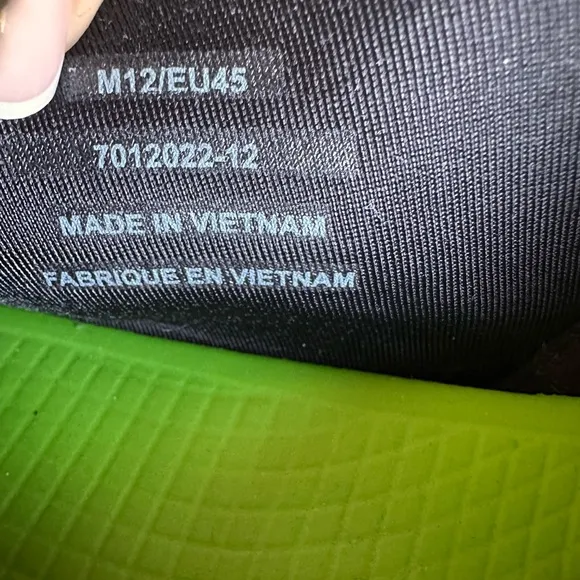 M12/EU45
7012022-12
MADE IN VIETNAM
FABRIQUE EN VIETNAM